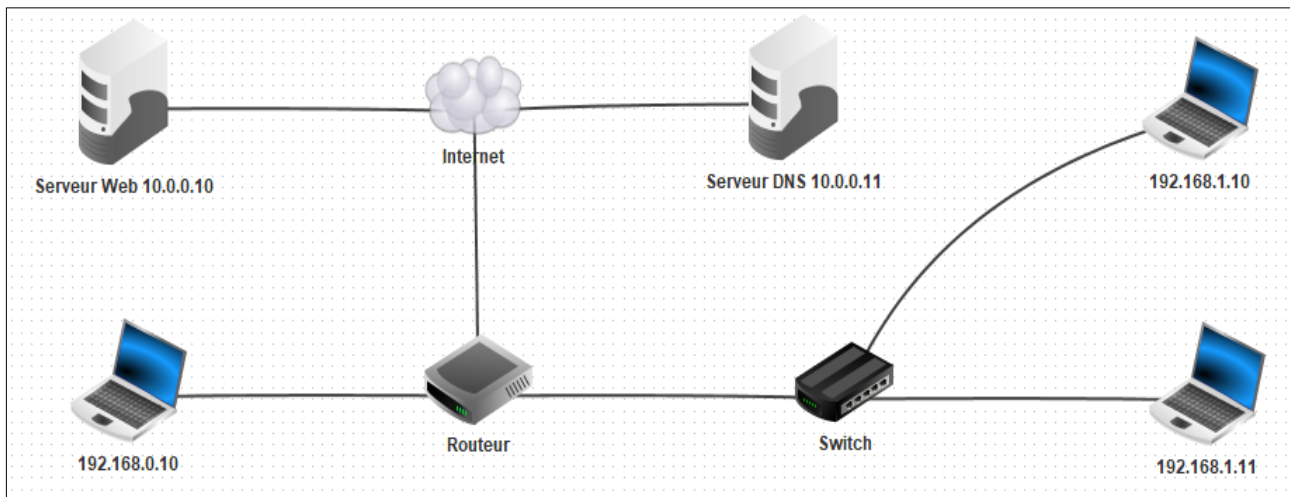 Internet
Serveur Web 10.0.0.10
Serveur DNS 10.0.0.11
192.168.1.10
Routeur
Switch
192.168.0.10
192.168.1.11